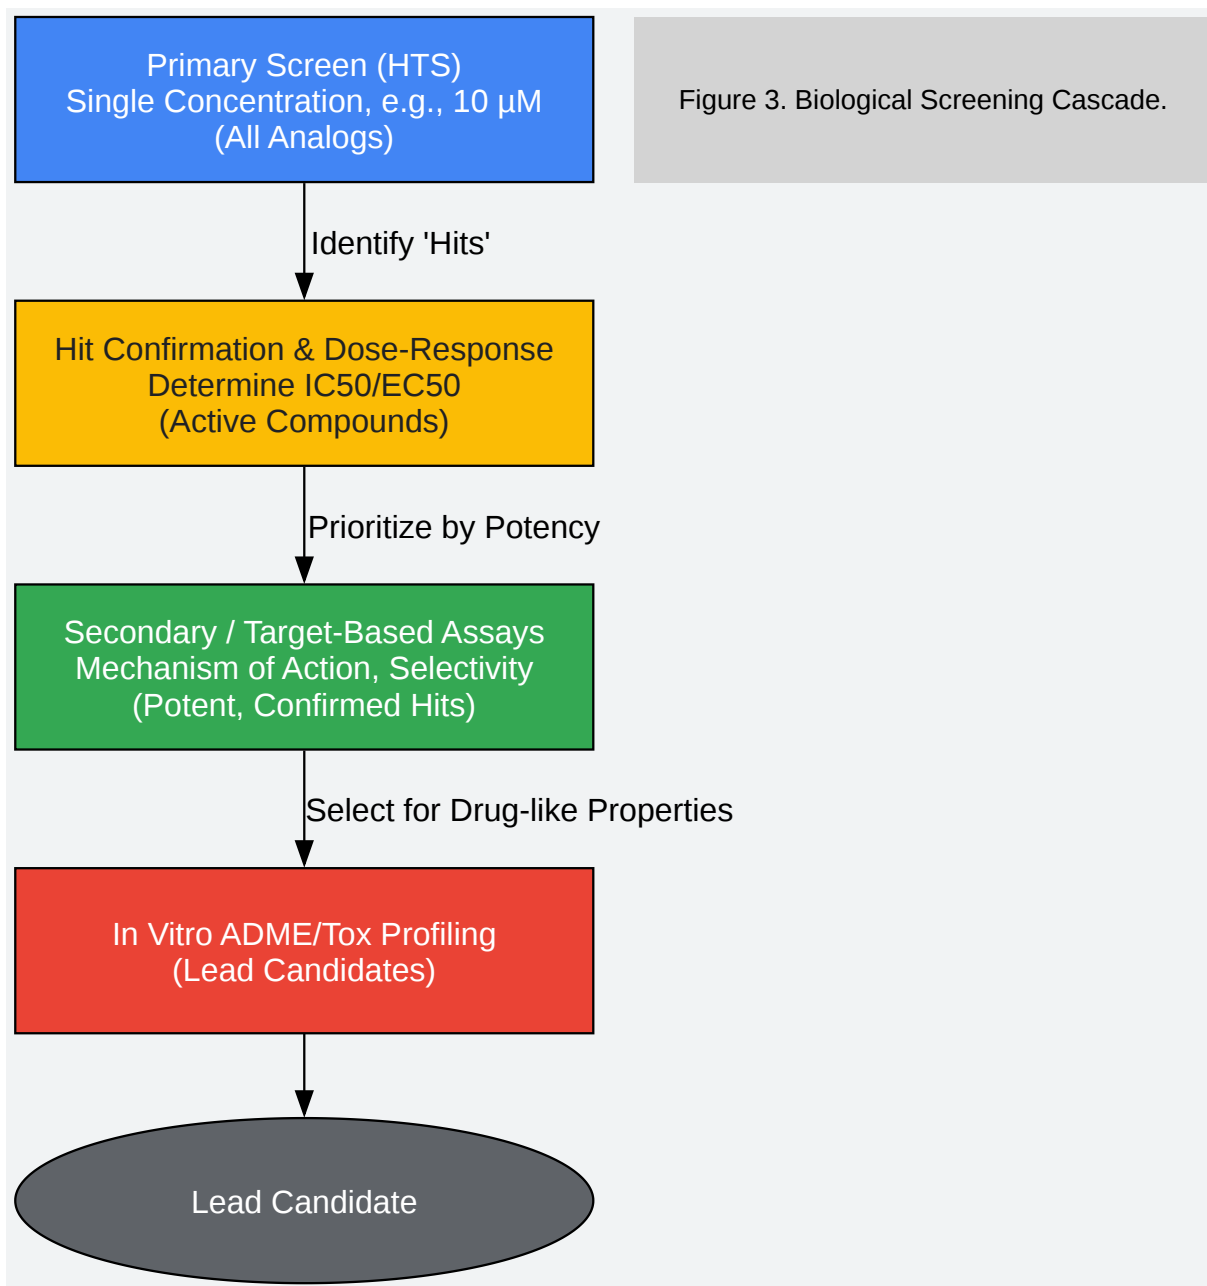 Primary Screen (HTS)
Single Concentration, e.g., 10 µM
(All Analogs)
Figure 3. Biological Screening Cascade.
Identify 'Hits'
Hit Confirmation & Dose-Response
Determine IC50/EC50
(Active Compounds)
Prioritize by Potency
Secondary / Target-Based Assays
Mechanism of Action, Selectivity
(Potent, Confirmed Hits)
Select for Drug-like Properties
In Vitro ADME/Tox Profiling
(Lead Candidates)
Lead Candidate